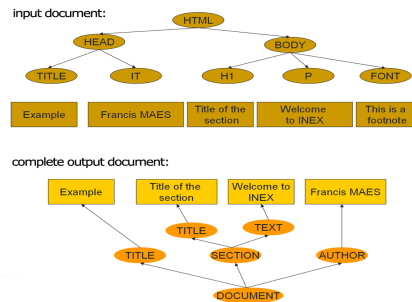 input document:
HTML
HEAD
BODY
TITLE
IT
H1
P
FONT
Example
Francis MAES
Title of the
section
Welcome
to INEX
This is a
footnote
complete output document:
Example
Title of the
section
Welcome to
INEX
Francis MAES
TITLE
TEXT
TITLE
SECTION
AUTHOR
DOCUMENT